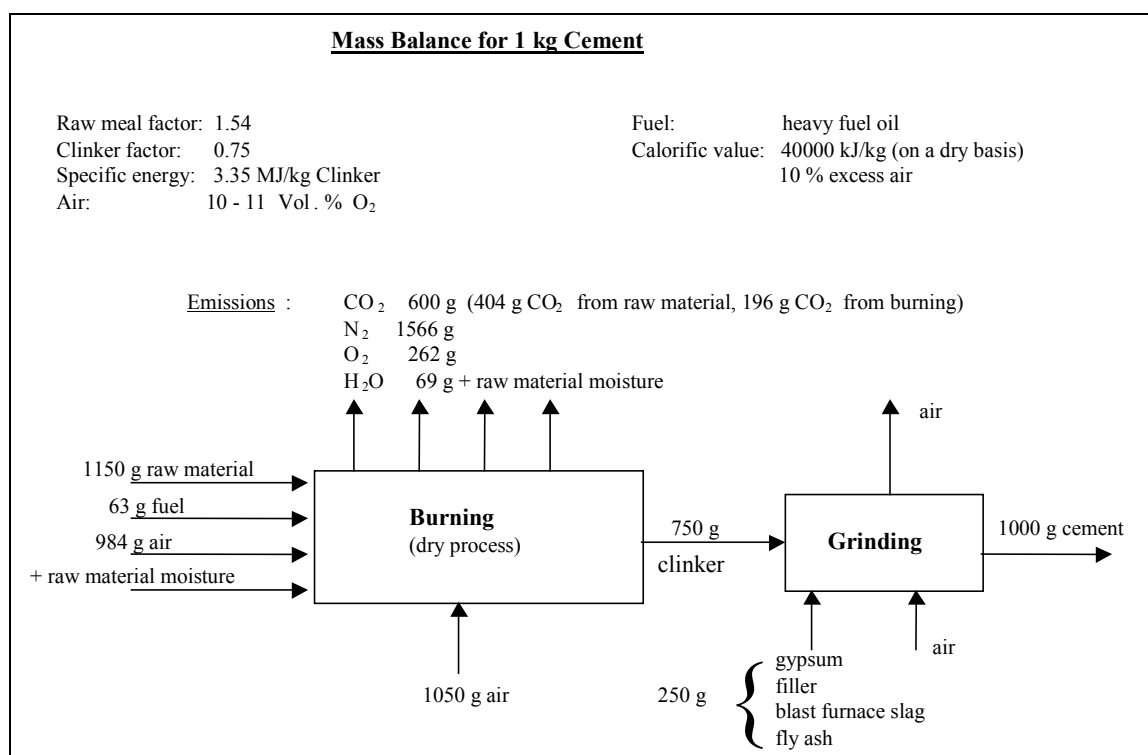 Mass Balance for 1 kg Cement
Raw meal factor: 1.54
Clinker factor: 0.75
Specific energy: 3.35 MJ/kg Clinker
Air: 10 - 11 Vol . % O₂
Fuel: heavy fuel oil
Calorific value: 40000 kJ/kg (on a dry basis)
10 % excess air
Emissions : CO₂ 600 g (404 g CO₂ from raw material, 196 g CO₂ from burning)
N₂ 1566 g
O₂ 262 g
H₂O 69 g + raw material moisture
air
1150 g raw material
63 g fuel
984 g air
+ raw material moisture
Burning
(dry process)
750 g
clinker
Grinding
1000 g cement
1050 g air
250 g
gypsum
filler
blast furnace slag
fly ash
air